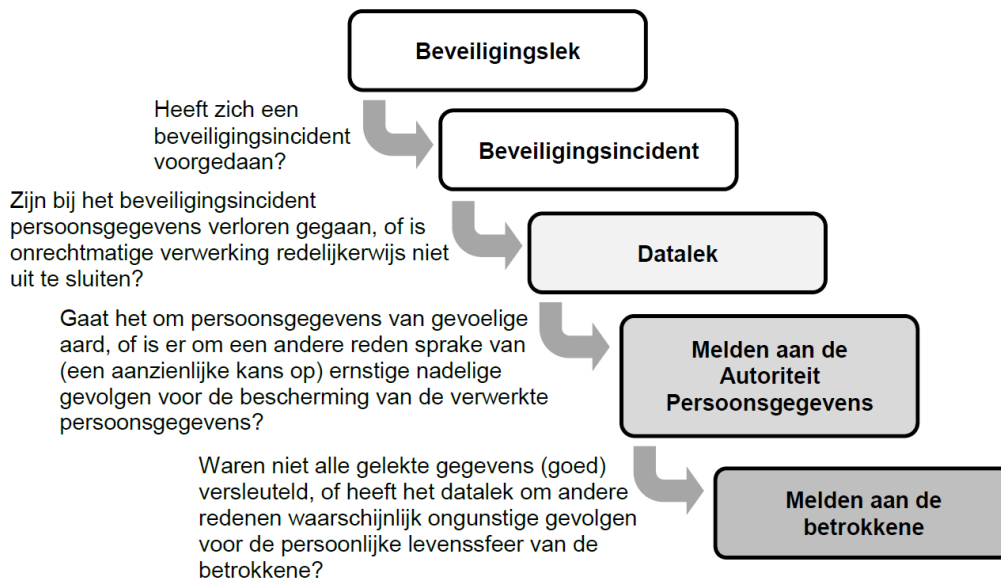 Beveiligingslek
Heeft zich een
beveiligingsincident
voorgedaan?
Beveiligingsincident
Zijn bij het beveiligingsincident
persoonsgegevens verloren gegaan, of is
onrechtmatige verwerking redelijkerwijs niet
uit te sluiten?
Datalek
Gaat het om persoonsgegevens van gevoelige
aard, of is er om een andere reden sprake van
(een aanzienlijke kans op) ernstige nadelige
gevolgen voor de bescherming van de verwerkte
persoonsgegevens?
Melden aan de
Autoriteit
Persoonsgegevens
Waren niet alle gelekte gegevens (goed)
versleuteld, of heeft het datalek om andere
redenen waarschijnlijk ongunstige gevolgen
voor de persoonlijke levenssfeer van de
betrokkene?
Melden aan de
betrokkene